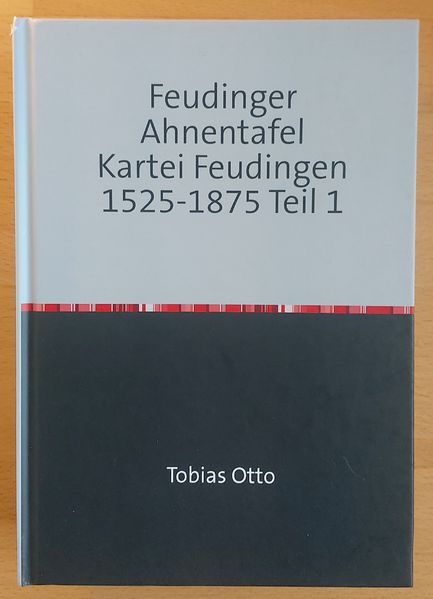 Feudinger
Ahnentafel
Kartei Feudingen
1525-1875 Teil 1
Tobias Otto